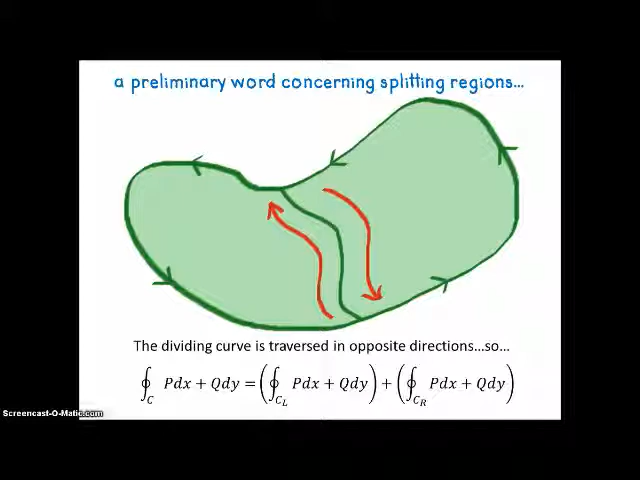 a preliminary word concerning splitting regions...
The dividing curve is traversed in opposite directions...so...
∮_C Pdx + Qdy = (∮_{C_L} Pdx + Qdy) + (∮_{C_R} Pdx + Qdy)
Screencast-O-Matic.com